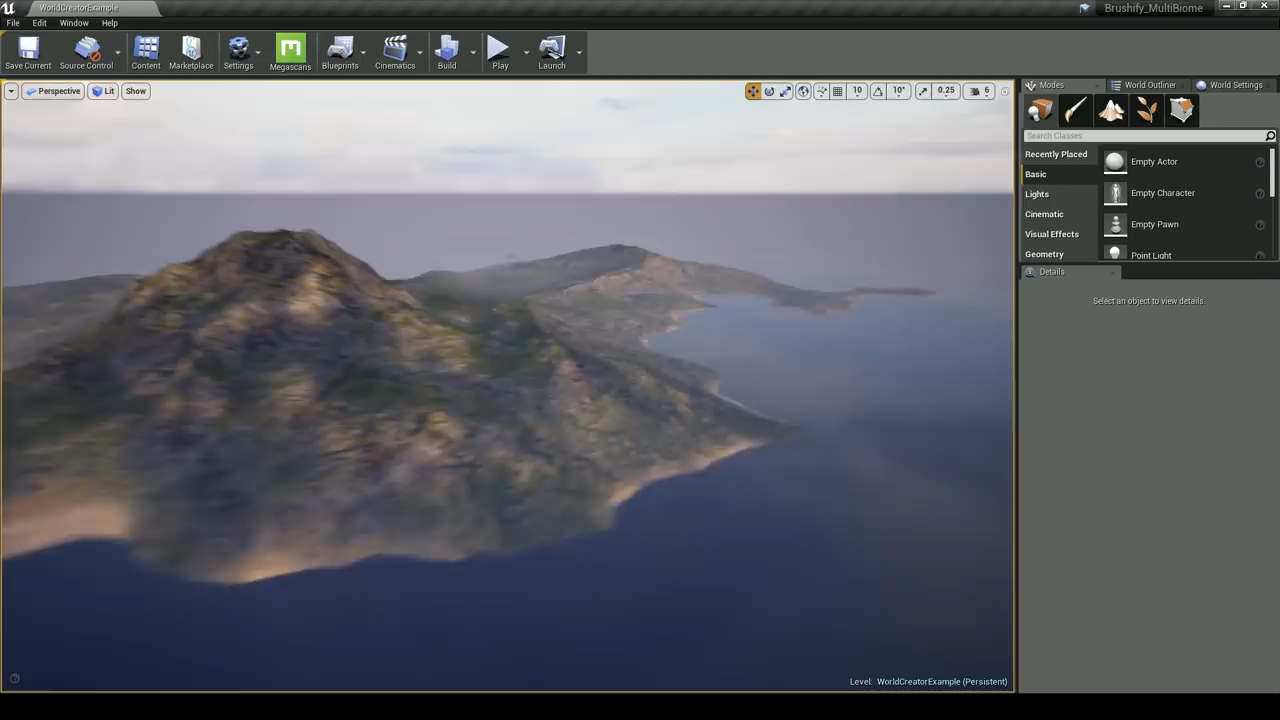 WorldCreatorExample
Brushify_MultiBiome
File Edit Window Help
Save Current Source Control Content Marketplace Settings Megascans Blueprints Cinematics Build Play Launch
Perspective Lit Show 10 10° 0.25 6
Modes World Outliner World Settings
Search Classes
Recently Placed
Basic
Lights
Cinematic
Visual Effects
Geometry
Empty Actor
Empty Character
Empty Pawn
Point Light
Details
Select an object to view details.
Level: WorldCreatorExample (Persistent)